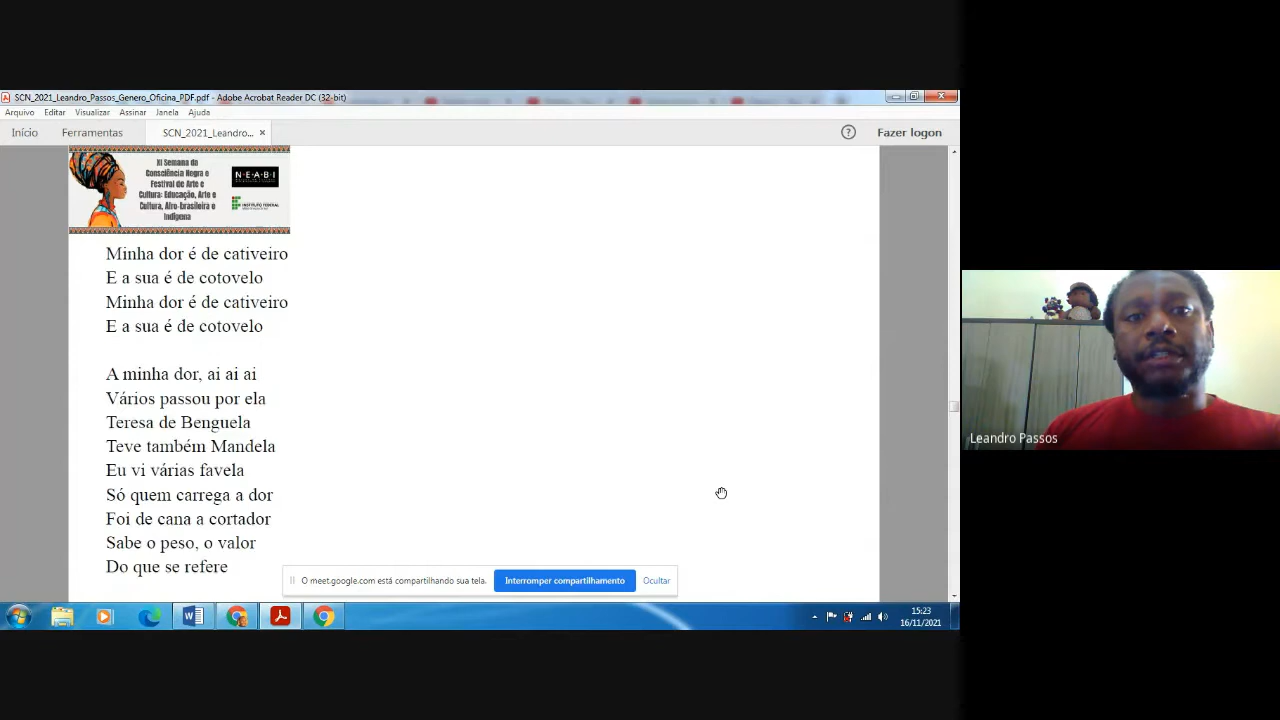 SCN_2021_Leandro_Passos_Genero_Oficina_PDF.pdf - Adobe Acrobat Reader DC (32-bit)
Arquivo Editar Visualizar Assinar Janela Ajuda
Início Ferramentas SCN_2021_Leandro... × ? Fazer logon
XI Semana da
Consciência Negra e
Festival de Arte e
Cultura: Educação, Arte e
Cultura, Afro-brasileira e
Indígena
NEABI
INSTITUTO FEDERAL
Minha dor é de cativeiro
E a sua é de cotovelo
Minha dor é de cativeiro
E a sua é de cotovelo
A minha dor, ai ai ai
Vários passou por ela
Teresa de Benguela
Teve também Mandela
Eu vi várias favela
Só quem carrega a dor
Foi de cana a cortador
Sabe o peso, o valor
Do que se refere
O meet.google.com está compartilhando sua tela. Interromper compartilhamento Ocultar
15:23
16/11/2021
Leandro Passos